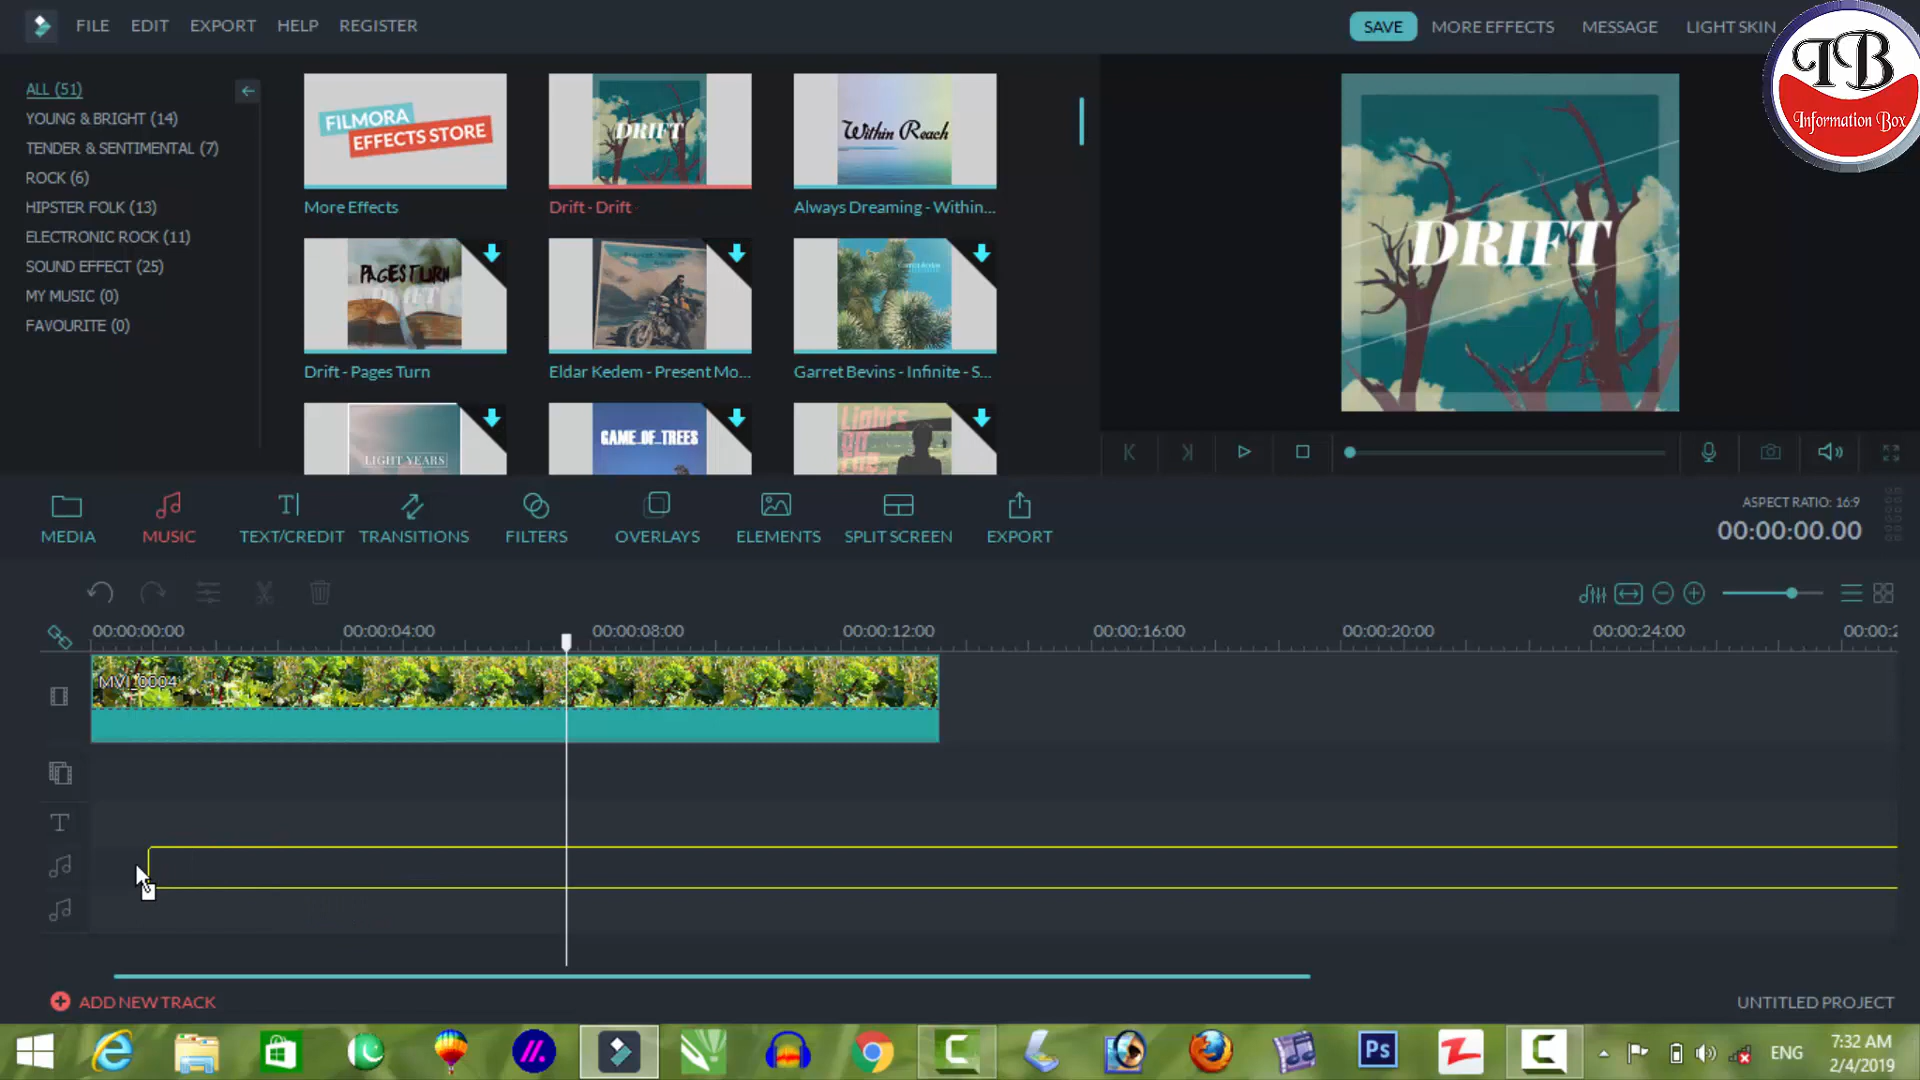 FILE EDIT EXPORT HELP REGISTER
SAVE MORE EFFECTS MESSAGE LIGHT SKIN
TB
Information Box
ALL (51)
YOUNG & BRIGHT (14)
TENDER & SENTIMENTAL (7)
ROCK (6)
HIPSTER FOLK (13)
ELECTRONIC ROCK (11)
SOUND EFFECT (25)
MY MUSIC (0)
FAVOURITE (0)
FILMORA
EFFECTS STORE
DRIFT
Within Reach
More Effects
Drift - Drift
Always Dreaming - Within...
PAGES TURN
DRIFT
Drift - Pages Turn
Eldar Kedem - Present Mo...
Garret Bevins - Infinite - S...
LIGHT YEARS
GAME_OF_TREES
DRIFT
MEDIA MUSIC TEXT/CREDIT TRANSITIONS FILTERS OVERLAYS ELEMENTS SPLIT SCREEN EXPORT
ASPECT RATIO: 16:9
00:00:00.00
00:00:00:00 00:00:04:00 00:00:08:00 00:00:12:00 00:00:16:00 00:00:20:00 00:00:24:00
MVI_0004
ADD NEW TRACK
UNTITLED PROJECT
Ps
ENG
7:32 AM
2/4/2019